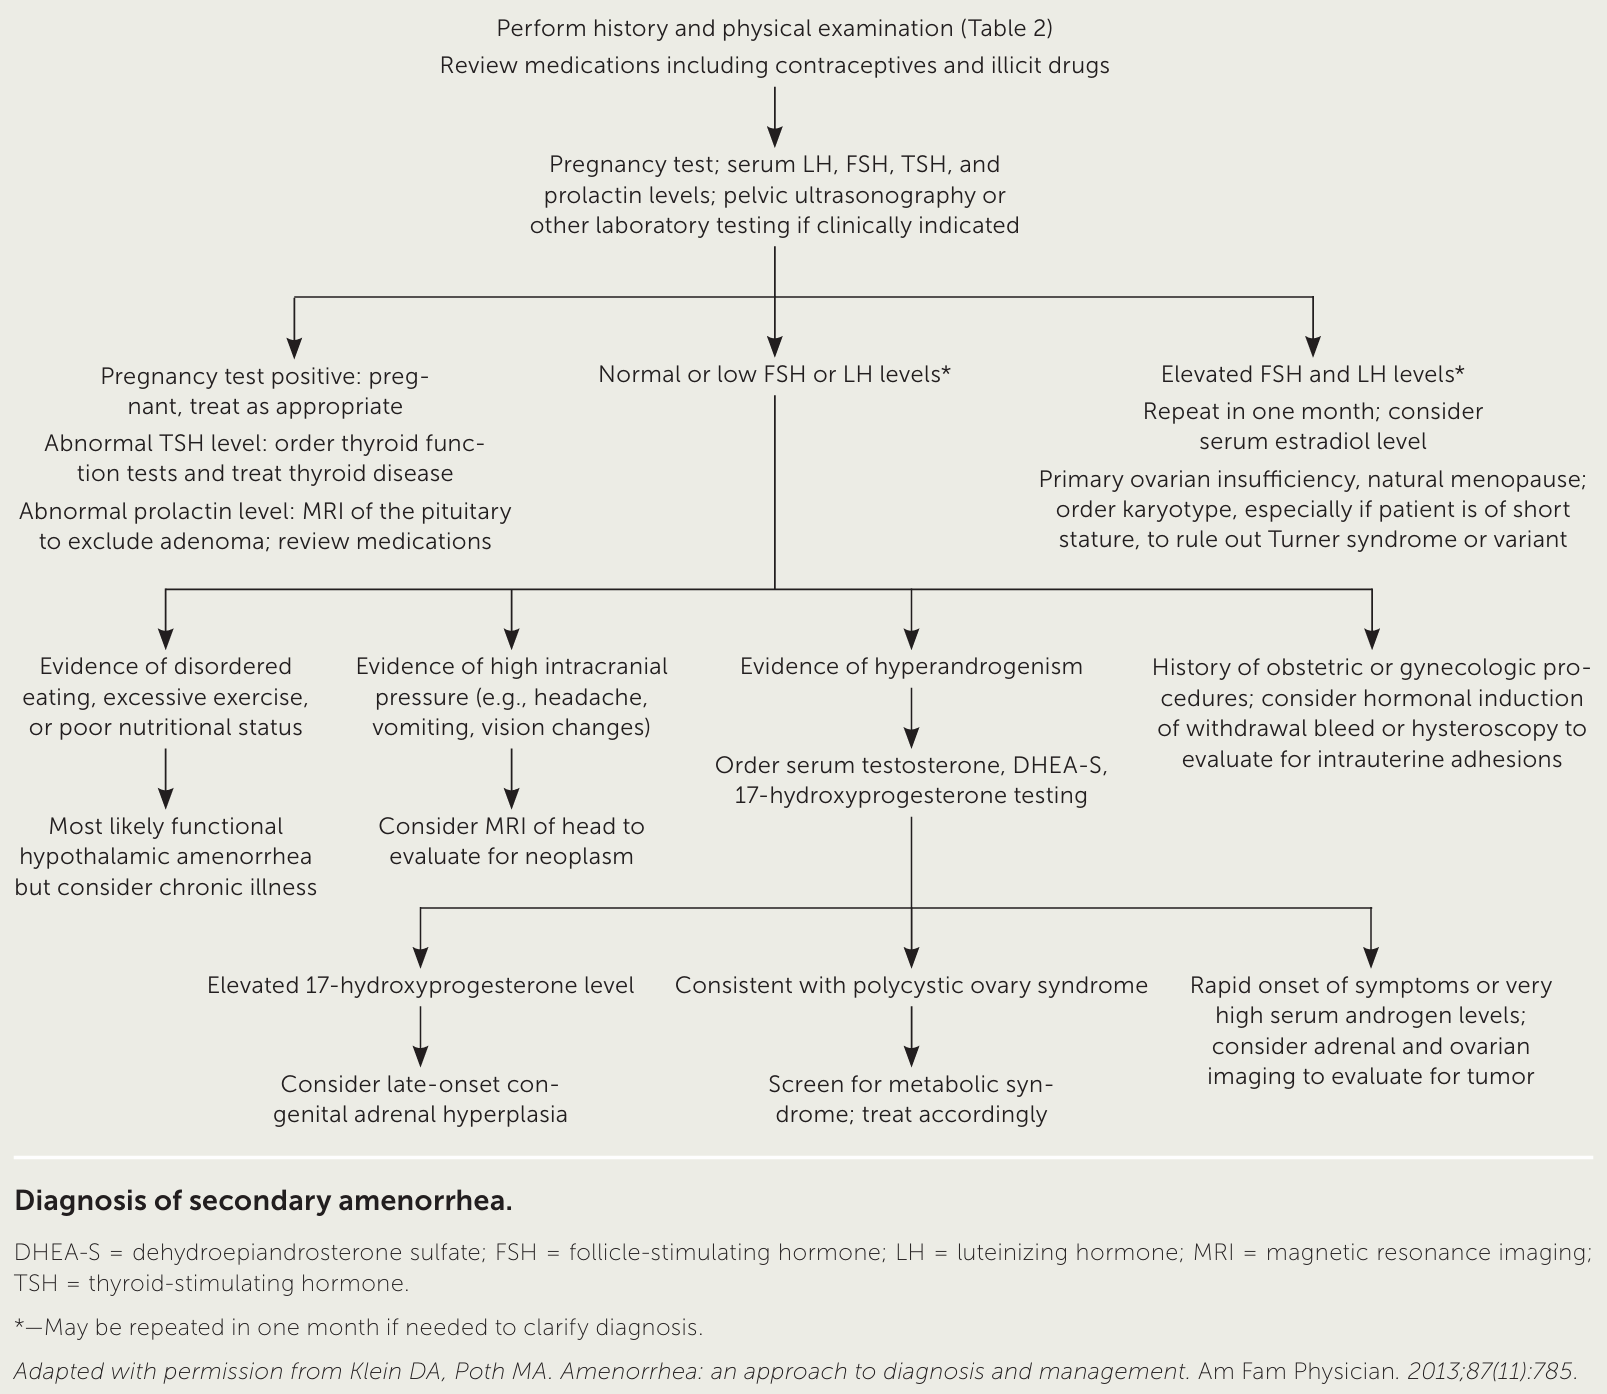 Perform history and physical examination (Table 2)
Review medications including contraceptives and illicit drugs
Pregnancy test; serum LH, FSH, TSH, and
prolactin levels; pelvic ultrasonography or
other laboratory testing if clinically indicated
Pregnancy test positive: preg-
nant, treat as appropriate
Abnormal TSH level: order thyroid func-
tion tests and treat thyroid disease
Abnormal prolactin level: MRI of the pituitary
to exclude adenoma; review medications
Normal or low FSH or LH levels*
Elevated FSH and LH levels*
Repeat in one month; consider
serum estradiol level
Primary ovarian insufficiency, natural menopause;
order karyotype, especially if patient is of short
stature, to rule out Turner syndrome or variant
Evidence of disordered
eating, excessive exercise,
or poor nutritional status
Most likely functional
hypothalamic amenorrhea
but consider chronic illness
Evidence of high intracranial
pressure (e.g., headache,
vomiting, vision changes)
Consider MRI of head to
evaluate for neoplasm
Evidence of hyperandrogenism
Order serum testosterone, DHEA-S,
17-hydroxyprogesterone testing
History of obstetric or gynecologic pro-
cedures; consider hormonal induction
of withdrawal bleed or hysteroscopy to
evaluate for intrauterine adhesions
Elevated 17-hydroxyprogesterone level
Consider late-onset con-
genital adrenal hyperplasia
Consistent with polycystic ovary syndrome
Screen for metabolic syn-
drome; treat accordingly
Rapid onset of symptoms or very
high serum androgen levels;
consider adrenal and ovarian
imaging to evaluate for tumor
Diagnosis of secondary amenorrhea.
DHEA-S = dehydroepiandrosterone sulfate; FSH = follicle-stimulating hormone; LH = luteinizing hormone; MRI = magnetic resonance imaging;
TSH = thyroid-stimulating hormone.
*—May be repeated in one month if needed to clarify diagnosis.
Adapted with permission from Klein DA, Poth MA. Amenorrhea: an approach to diagnosis and management. Am Fam Physician. 2013;87(11):785.